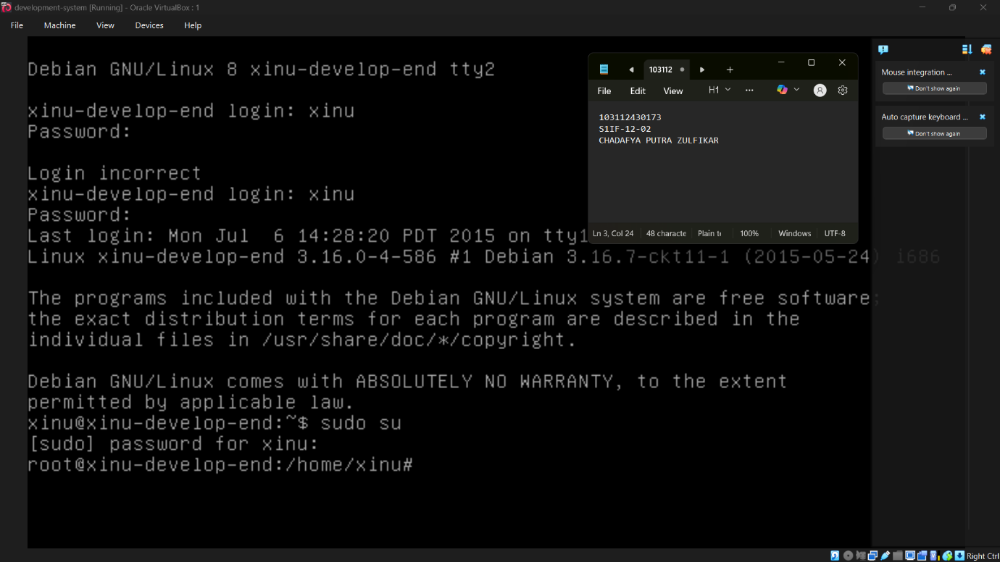 development-system [Running] - Oracle VirtualBox : 1
File Machine View Devices Help
Debian GNU/Linux 8 xinu-develop-end tty2
xinu-develop-end login: xinu
Password:
Login incorrect
xinu-develop-end login: xinu
Password:
Last login: Mon Jul  6 14:28:20 PDT 2015 on tty1
Linux xinu-develop-end 3.16.0-4-586 #1 Debian 3.16.7-ckt11-1 (2015-05-24) i686
The programs included with the Debian GNU/Linux system are free software;
the exact distribution terms for each program are described in the
individual files in /usr/share/doc/*/copyright.
Debian GNU/Linux comes with ABSOLUTELY NO WARRANTY, to the extent
permitted by applicable law.
xinu@xinu-develop-end:~$ sudo su
[sudo] password for xinu:
root@xinu-develop-end:/home/xinu#
103112
File Edit View H1
103112430173
S1IF-12-02
CHADAFYA PUTRA ZULFIKAR
Ln 3, Col 24 48 characte Plain t 100% Windows UTF-8
Mouse integration ...
Don't show again
Auto capture keyboard ...
Don't show again
Right Ctrl